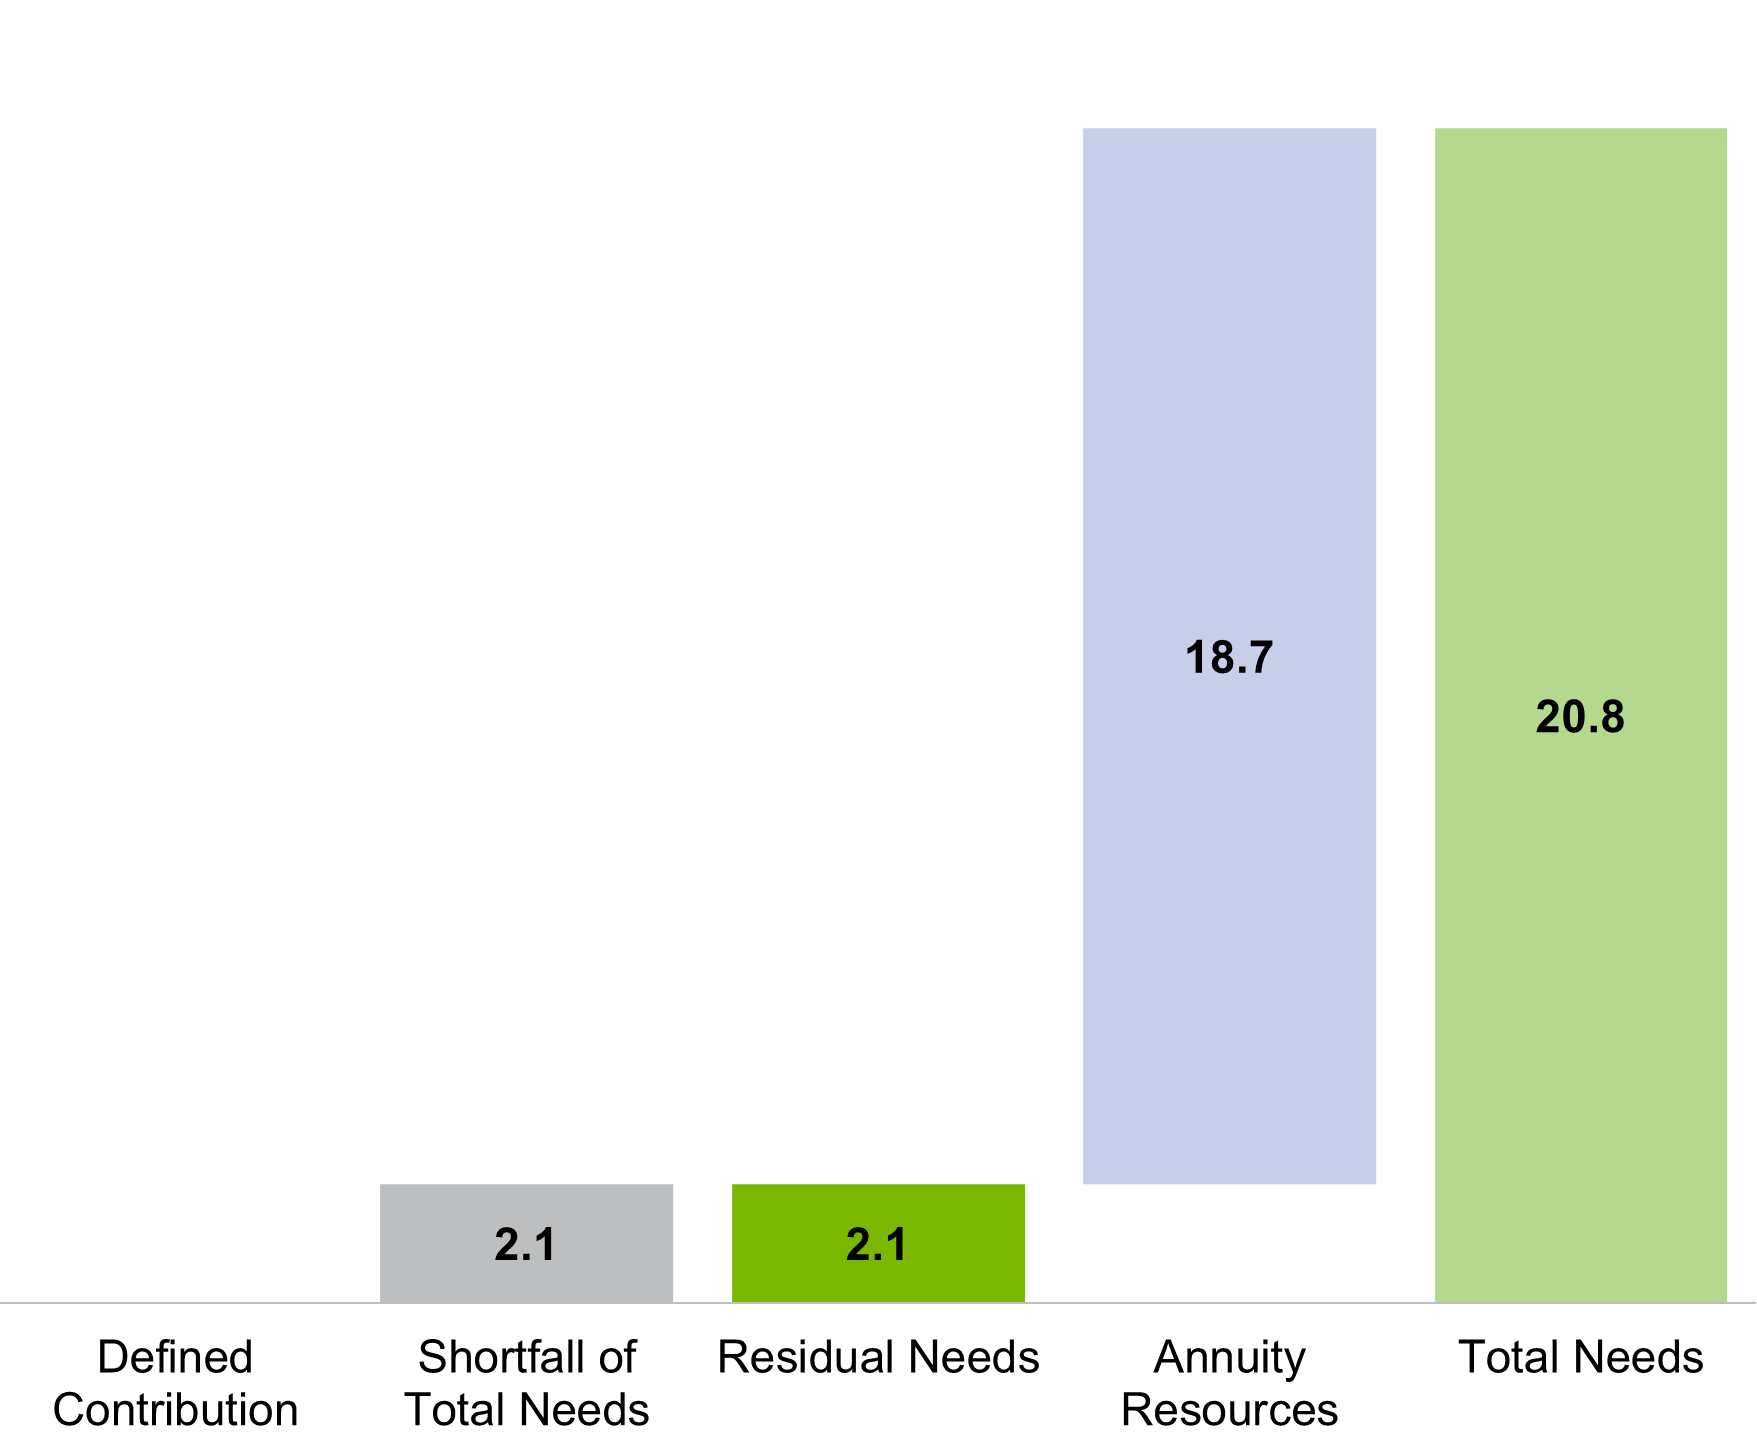 18.7
20.8
2.1
2.1
Defined
Contribution
Shortfall of
Total Needs
Residual Needs
Annuity
Resources
Total Needs